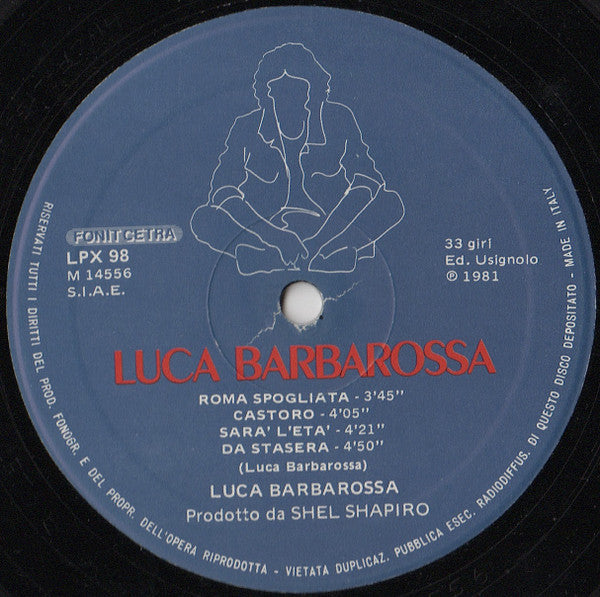 FONIT CETRA
LPX 98
M 14556
S.I.A.E.
33 giri
Ed. Usignolo
℗ 1981
LUCA BARBAROSSA
ROMA SPOGLIATA - 3'45"
CASTORO - 4'05"
SARA' L'ETA' - 4'21"
DA STASERA - 4'50"
(Luca Barbarossa)
LUCA BARBAROSSA
Prodotto da SHEL SHAPIRO
RISERVATI TUTTI I DIRITTI DEL PROD. FONOGR. E DEL PROPR. DELL'OPERA RIPRODOTTA - VIETATA DUPLICAZ. PUBBLICA ESEC. RADIODIFFUS. DI QUESTO DISCO DEPOSITATO - MADE IN ITALY